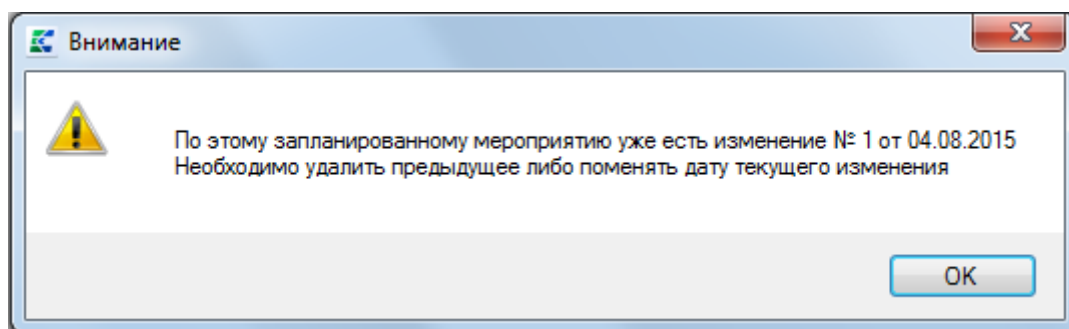 Внимание
По этому запланированному мероприятию уже есть изменение № 1 от 04.08.2015
Необходимо удалить предыдущее либо поменять дату текущего изменения
OK